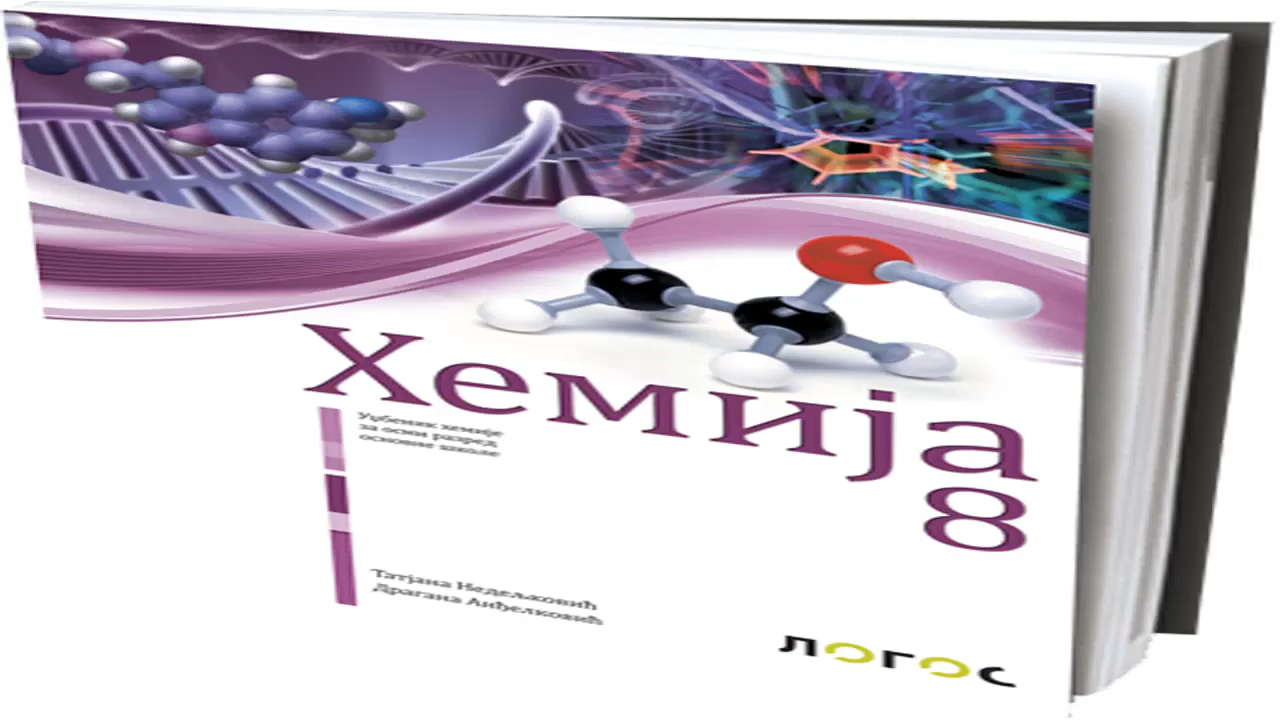 Хемија
8
Уџбеник хемије
за осми разред
основне школе
Татјана Недељковић
Драгана Анђелковић
логос